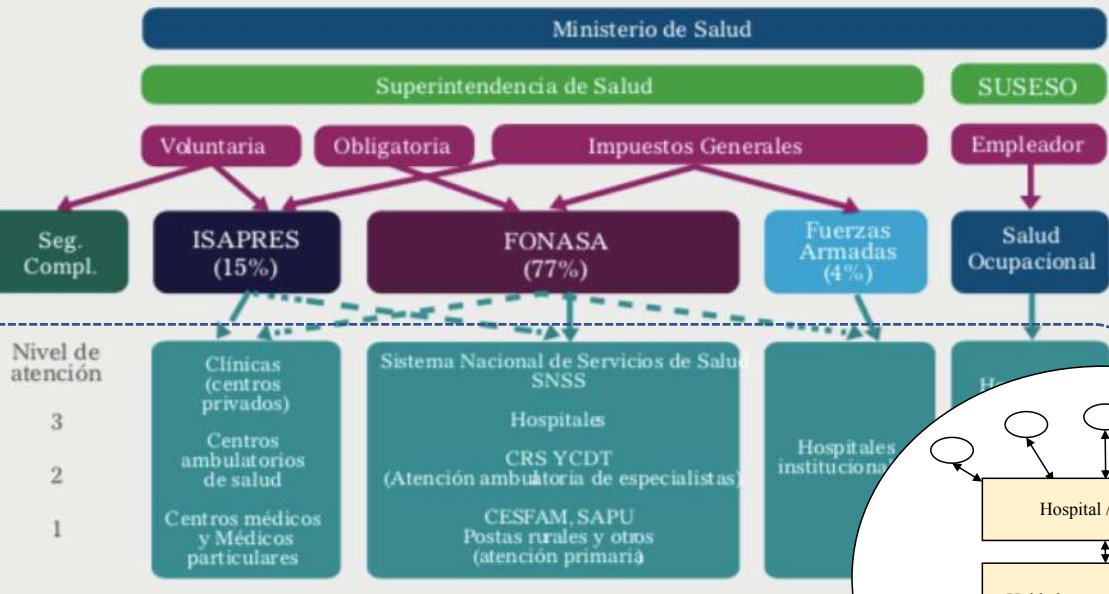 Ministerio de Salud
Superintendencia de Salud
SUSESO
Voluntaria
Obligatoria
Impuestos Generales
Empleador
Seg.
Compl.
ISAPRES
(15%)
FONASA
(77%)
Fuerzas
Armadas
(4%)
Salud
Ocupacional
Nivel de
atención
3
2
1
Clínicas
(centros
privados)
Centros
ambulatorios
de salud
Centros médicos
y Médicos
particulares
Sistema Nacional de Servicios de Salud
SNSS
Hospitales
CRS YCDT
(Atención ambulatoria de especialistas)
CESFAM, SAPU
Postas rurales y otros
(atención primaria)
Hospitales
Hospital /